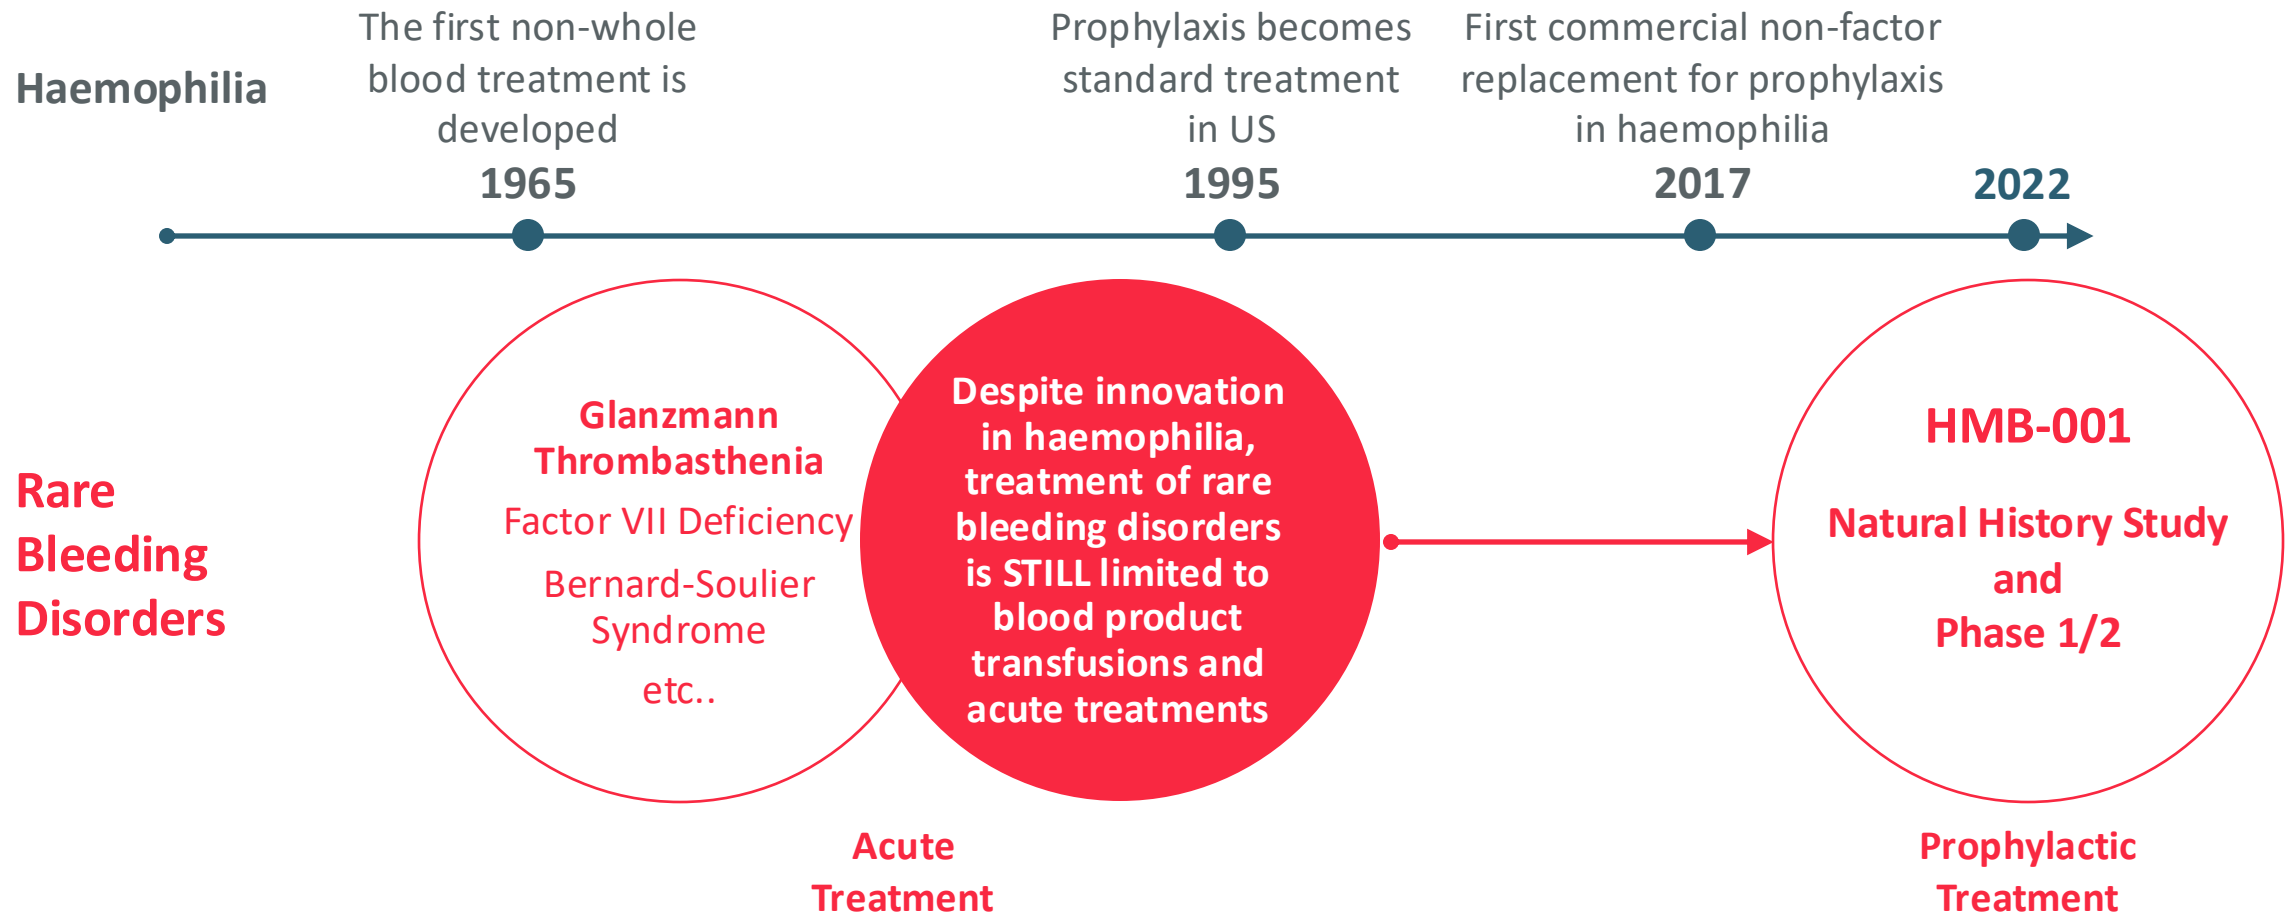 Haemophilia
The first non-whole
blood treatment is
developed
1965
Prophylaxis becomes
standard treatment
in US
1995
First commercial non-factor
replacement for prophylaxis
in haemophilia
2017
2022
Rare
Bleeding
Disorders
Glanzmann
Thrombasthenia
Factor VII Deficiency
Bernard-Soulier
Syndrome
etc..
Despite innovation
in haemophilia,
treatment of rare
bleeding disorders
is STILL limited to
blood product
transfusions and
acute treatments
HMB-001
Natural History Study
and
Phase 1/2
Acute
Treatment
Prophylactic
Treatment